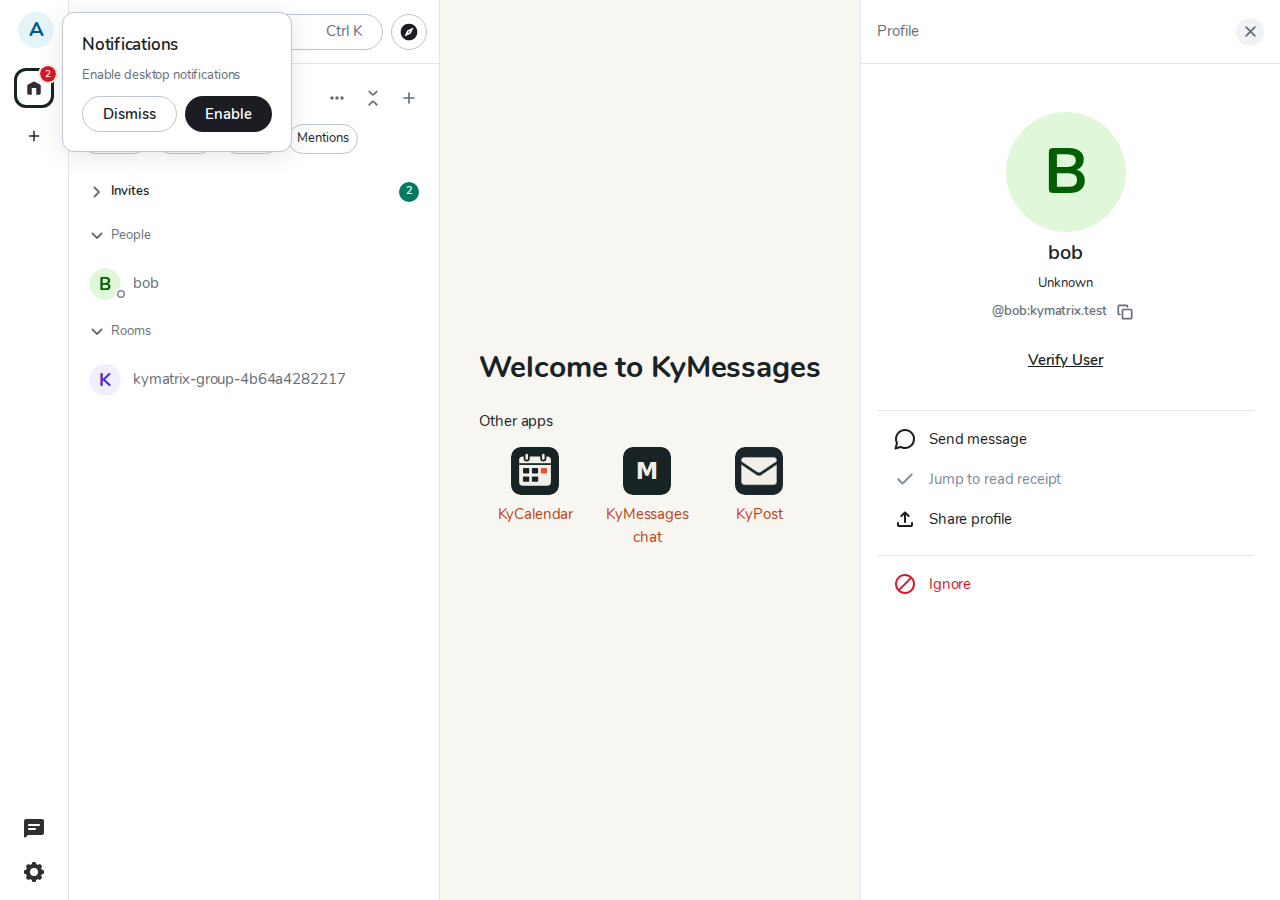 A
2
Notifications
Enable desktop notifications
Dismiss
Enable
Ctrl K
Mentions
Invites
2
People
B
bob
Rooms
K
kymatrix-group-4b64a4282217
Welcome to KyMessages
Other apps
KyCalendar
M
KyMessages
chat
KyPost
Profile
B
bob
Unknown
@bob:kymatrix.test
Verify User
Send message
Jump to read receipt
Share profile
Ignore